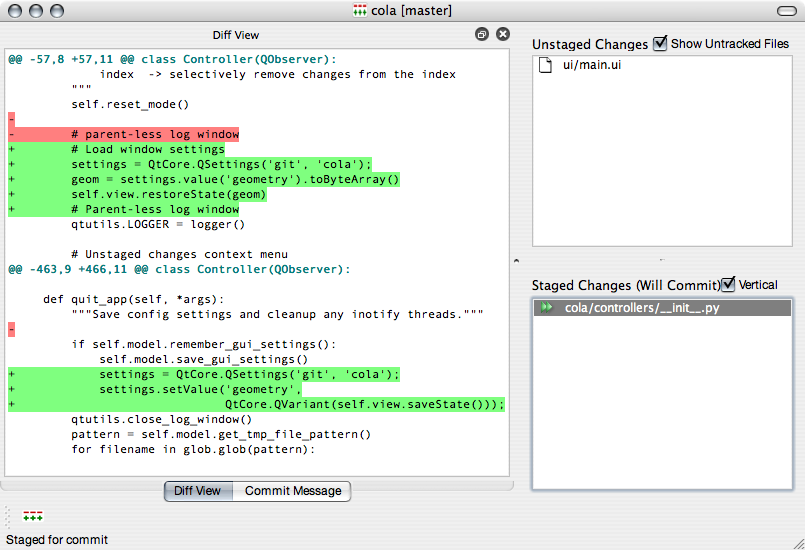 cola [master]
Diff View
@@ -57,8 +57,11 @@ class Controller(QObserver):
            index  -> selectively remove changes from the index
        """
        self.reset_mode()
-
-        # parent-less log window
+        # Load window settings
+        settings = QtCore.QSettings('git', 'cola');
+        geom = settings.value('geometry').toByteArray()
+        self.view.restoreState(geom)
+        # Parent-less log window
        qtutils.LOGGER = logger()
        # Unstaged changes context menu
@@ -463,9 +466,11 @@ class Controller(QObserver):
    def quit_app(self, *args):
        """Save config settings and cleanup any inotify threads."""
-
        if self.model.remember_gui_settings():
            self.model.save_gui_settings()
+            settings = QtCore.QSettings('git', 'cola');
+            settings.setValue('geometry',
+                              QtCore.QVariant(self.view.saveState()));
        qtutils.close_log_window()
        pattern = self.model.get_tmp_file_pattern()
        for filename in glob.glob(pattern):
Diff View
Commit Message
Unstaged Changes
Show Untracked Files
ui/main.ui
Staged Changes (Will Commit)
Vertical
cola/controllers/__init__.py
Staged for commit